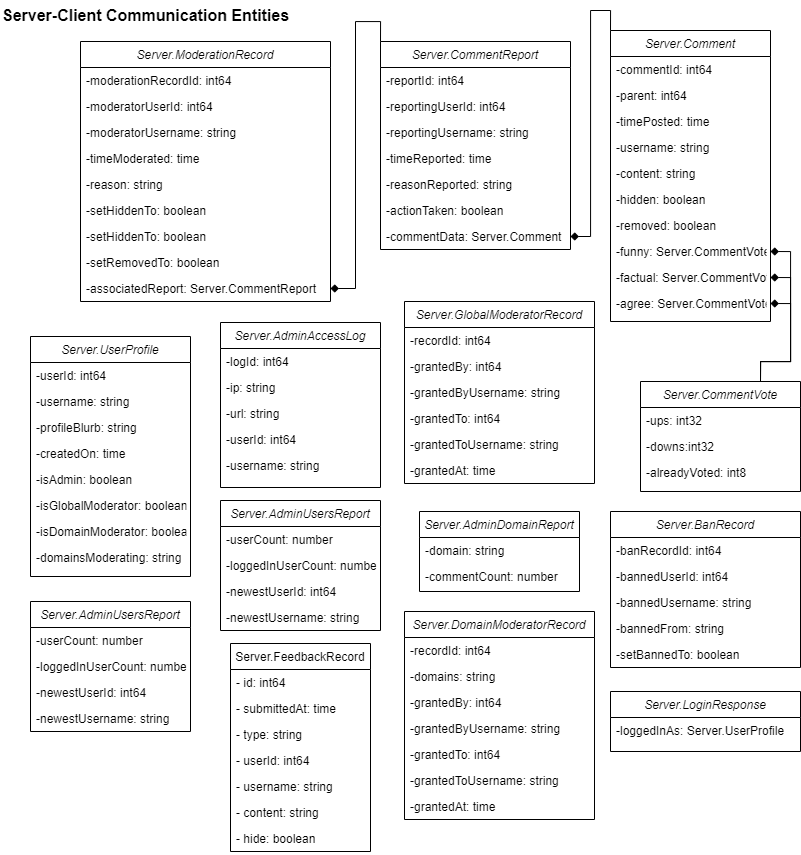 Server-Client Communication Entities
Server.ModerationRecord
-moderationRecordId: int64
-moderatorUserId: int64
-moderatorUsername: string
-timeModerated: time
-reason: string
-setHiddenTo: boolean
-setHiddenTo: boolean
-setRemovedTo: boolean
-associatedReport: Server.CommentReport
Server.CommentReport
-reportId: int64
-reportingUserId: int64
-reportingUsername: string
-timeReported: time
-reasonReported: string
-actionTaken: boolean
-commentData: Server.Comment
Server.Comment
-commentId: int64
-parent: int64
-timePosted: time
-username: string
-content: string
-hidden: boolean
-removed: boolean
-funny: Server.CommentVote
-factual: Server.CommentVo
-agree: Server.CommentVot
Server.UserProfile
-userId: int64
-username: string
-profileBlurb: string
-createdOn: time
-isAdmin: boolean
-isGlobalModerator: boolean
-isDomainModerator: boolea
-domainsModerating: string
Server.AdminAccessLog
-logId: int64
-ip: string
-url: string
-userId: int64
-username: string
Server.GlobalModeratorRecord
-recordId: int64
-grantedBy: int64
-grantedByUsername: string
-grantedTo: int64
-grantedToUsername: string
-grantedAt: time
Server.CommentVote
-ups: int32
-downs:int32
-alreadyVoted: int8
Server.AdminUsersReport
-userCount: number
-loggedInUserCount: numbe
-newestUserId: int64
-newestUsername: string
Server.AdminDomainReport
-domain: string
-commentCount: number
Server.BanRecord
-banRecordId: int64
-bannedUserId: int64
-bannedUsername: string
-bannedFrom: string
-setBannedTo: boolean
Server.AdminUsersReport
-userCount: number
-loggedInUserCount: numbe
-newestUserId: int64
-newestUsername: string
Server.FeedbackRecord
- id: int64
- submittedAt: time
- type: string
- userId: int64
- username: string
- content: string
- hide: boolean
Server.DomainModeratorRecord
-recordId: int64
-domains: string
-grantedBy: int64
-grantedByUsername: string
-grantedTo: int64
-grantedToUsername: string
-grantedAt: time
Server.LoginResponse
-loggedInAs: Server.UserProfile